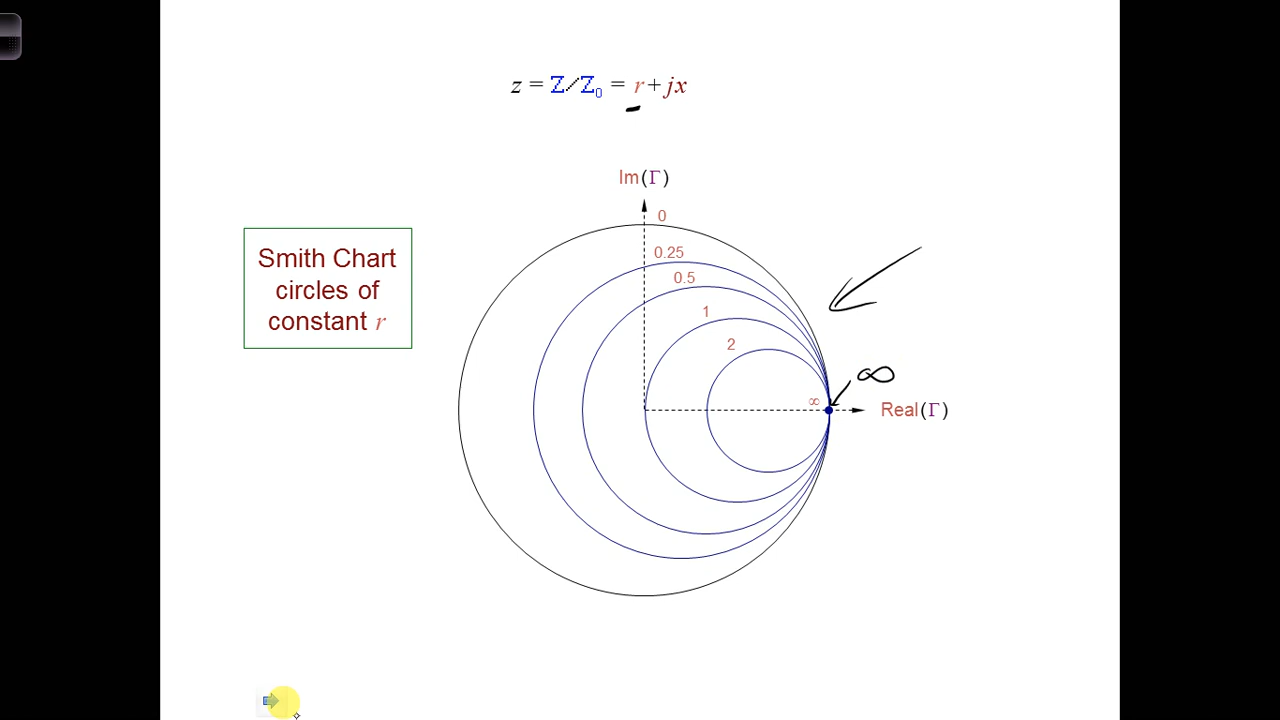 z = Z/Z₀ = r + jx
Im(Γ)
0
0.25
0.5
1
2
∞
∞
Real(Γ)
Smith Chart
circles of
constant r